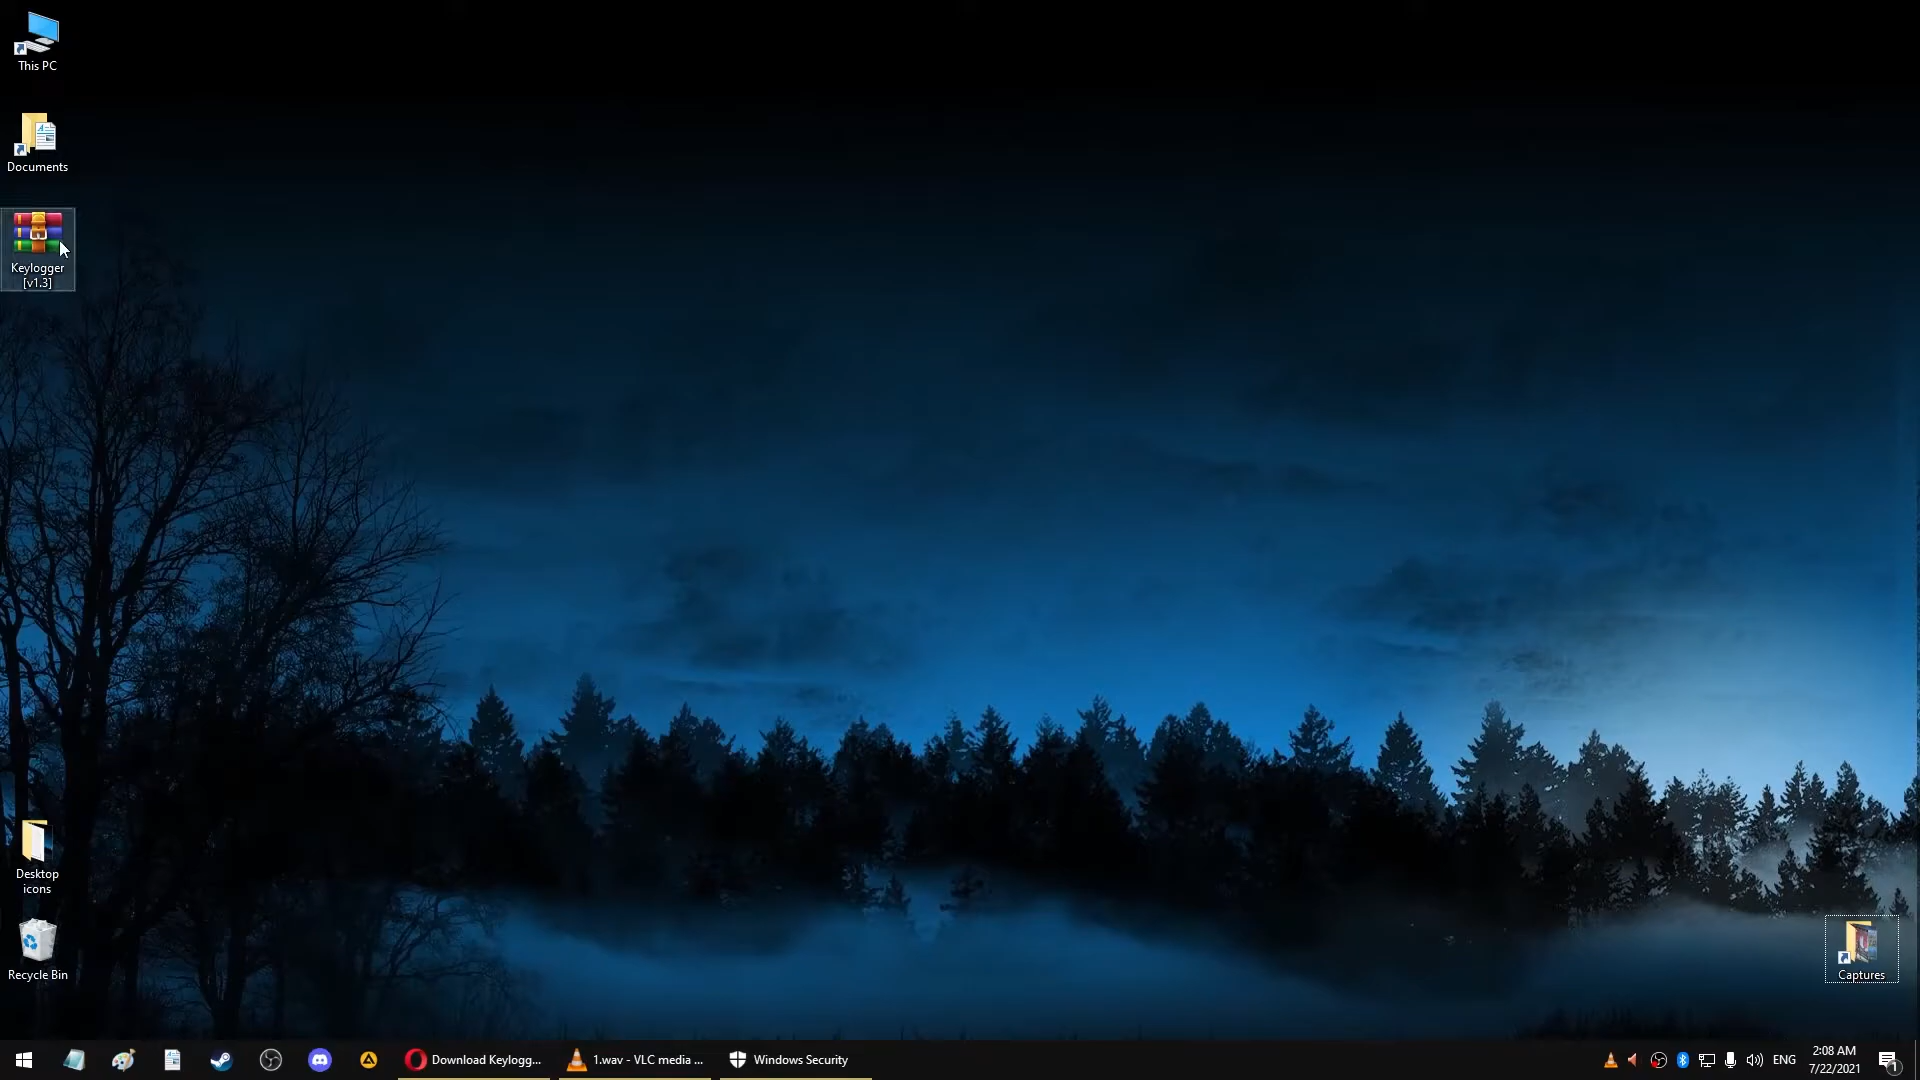 This PC
Documents
Keylogger
[v1.3]
Desktop
icons
Recycle Bin
Captures
Download Keylogg...
1.wav - VLC media ...
Windows Security
ENG
2:08 AM
7/22/2021
1